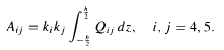 A_{ij} = k_i k_j \int_{-\frac{h}{2}}^{\frac{h}{2}} Q_{ij} \, dz, \quad i, j = 4, 5.